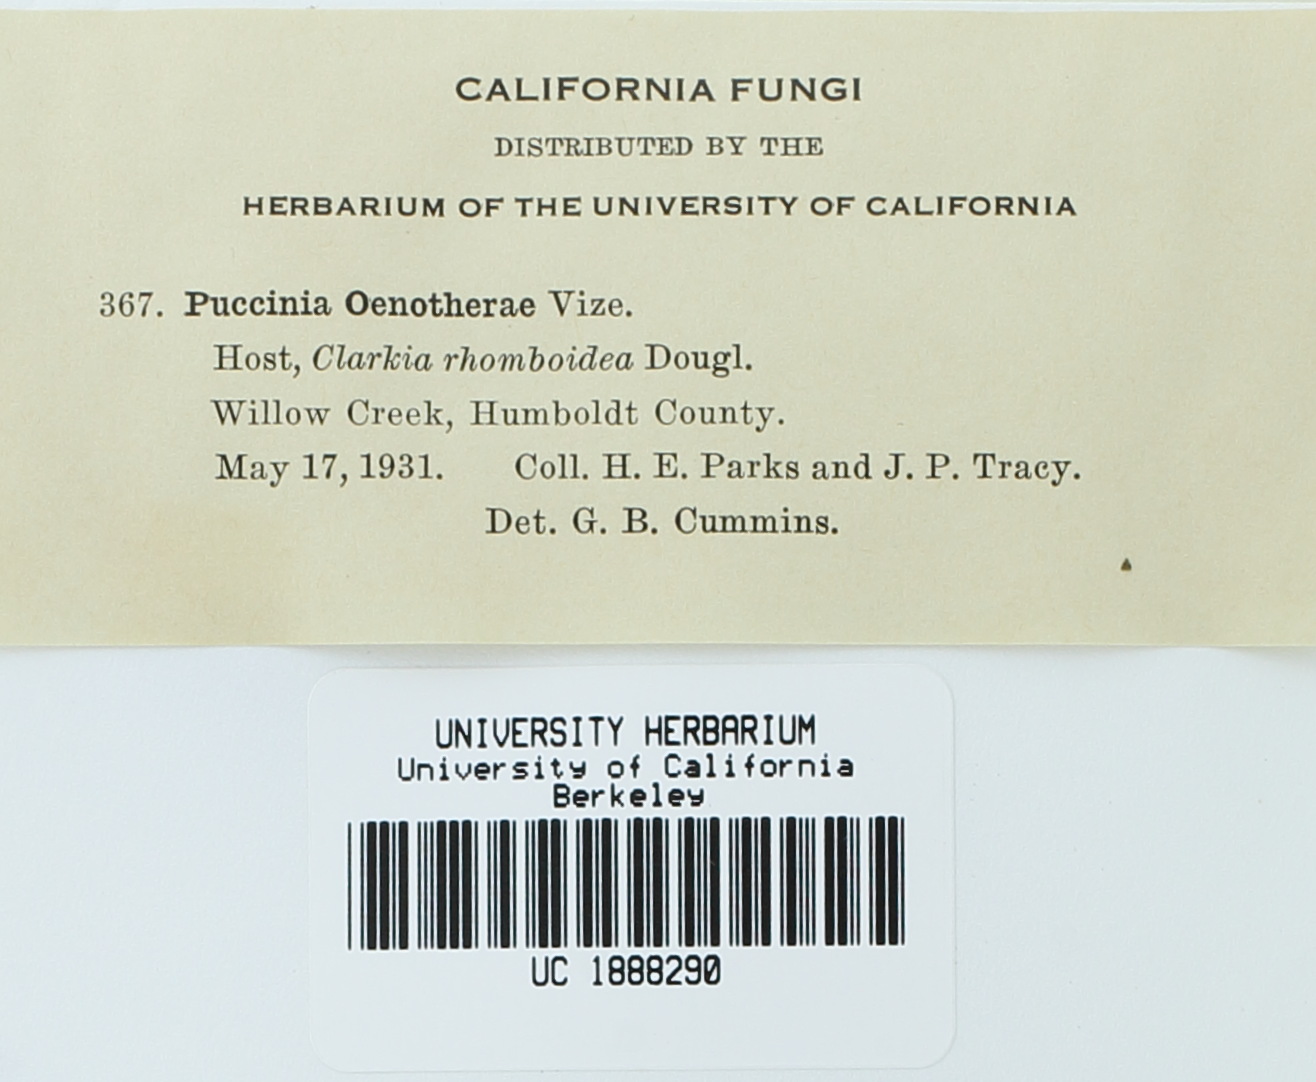 CALIFORNIA FUNGI
DISTRIBUTED BY THE
HERBARIUM OF THE UNIVERSITY OF CALIFORNIA
367. Puccinia Oenotherae Vize.
Host, Clarkia rhomboidea Dougl.
Willow Creek, Humboldt County.
May 17, 1931. Coll. H. E. Parks and J. P. Tracy.
Det. G. B. Cummins.
UNIVERSITY HERBARIUM
University of California
Berkeley
UC 1888290